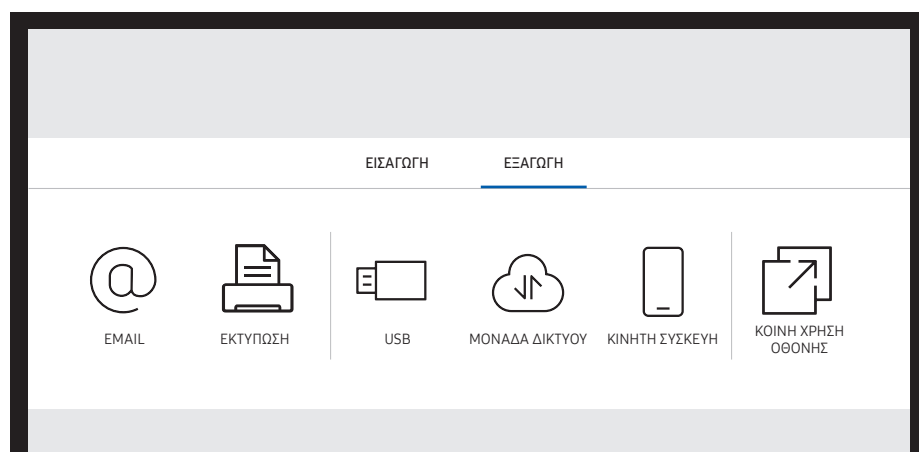 ΕΙΣΑΓΩΓΗ
ΕΞΑΓΩΓΗ
EMAIL
ΕΚΤΥΠΩΣΗ
USB
ΜΟΝΑΔΑ ΔΙΚΤΥΟΥ
ΚΙΝΗΤΗ ΣΥΣΚΕΥΗ
ΚΟΙΝΗ ΧΡΗΣΗ
ΟΘΟΝΗΣ